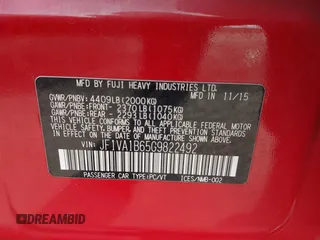 MFD BY FUJI HEAVY INDUSTRIES LTD.
GVWR/PNBV: 4409LB(2000KG) 11/15
GAWR/PNBE:FRONT- 2370LB(1075KG)
GAWR/PNBE:REAR - 2293LB(1040KG)
THIS VEHICLE CONFORMS TO ALL APPLICABLE FEDERAL MOTOR
VEHICLE SAFETY, BUMPER, AND THEFT PREVENTION STANDARDS
IN EFFECT ON THE DATE OF MANUFACTURE SHOWN ABOVE.
VIN: JF1VA1B65G9822492
PASSENGER CAR TYPE:PC/VT ICES/NMB-002
DREAMBID